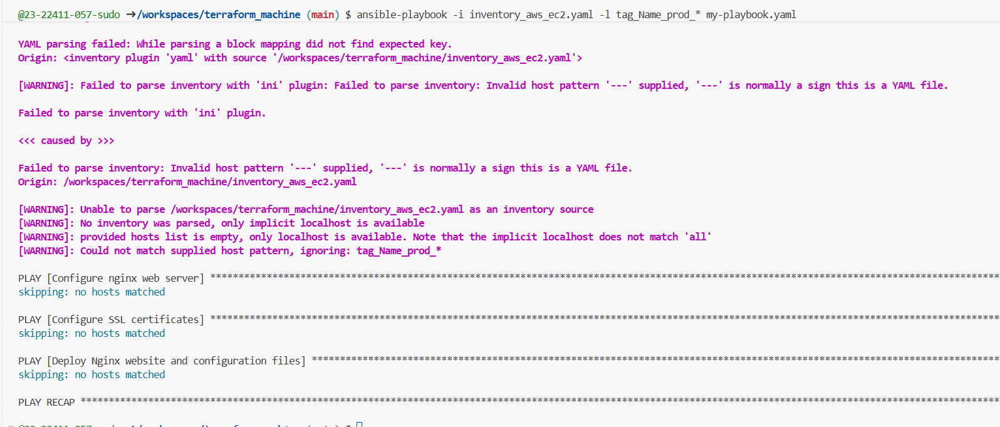 @23-22411-057-sudo ➜/workspaces/terraform_machine (main) $ ansible-playbook -i inventory_aws_ec2.yaml -l tag_Name_prod_* my-playbook.yaml
YAML parsing failed: While parsing a block mapping did not find expected key.
Origin: <inventory plugin 'yaml' with source '/workspaces/terraform_machine/inventory_aws_ec2.yaml'>
[WARNING]: Failed to parse inventory with 'ini' plugin: Failed to parse inventory: Invalid host pattern '---' supplied, '---' is normally a sign this is a YAML file.
Failed to parse inventory with 'ini' plugin.
<<< caused by >>>
Failed to parse inventory: Invalid host pattern '---' supplied, '---' is normally a sign this is a YAML file.
Origin: /workspaces/terraform_machine/inventory_aws_ec2.yaml
[WARNING]: Unable to parse /workspaces/terraform_machine/inventory_aws_ec2.yaml as an inventory source
[WARNING]: No inventory was parsed, only implicit localhost is available
[WARNING]: provided hosts list is empty, only localhost is available. Note that the implicit localhost does not match 'all'
[WARNING]: Could not match supplied host pattern, ignoring: tag_Name_prod_*
PLAY [Configure nginx web server] ********************************************************************************************************************************************
skipping: no hosts matched
PLAY [Configure SSL certificates] ********************************************************************************************************************************************
skipping: no hosts matched
PLAY [Deploy Nginx website and configuration files] **************************************************************************************************************************
skipping: no hosts matched
PLAY RECAP *******************************************************************************************************************************************************************